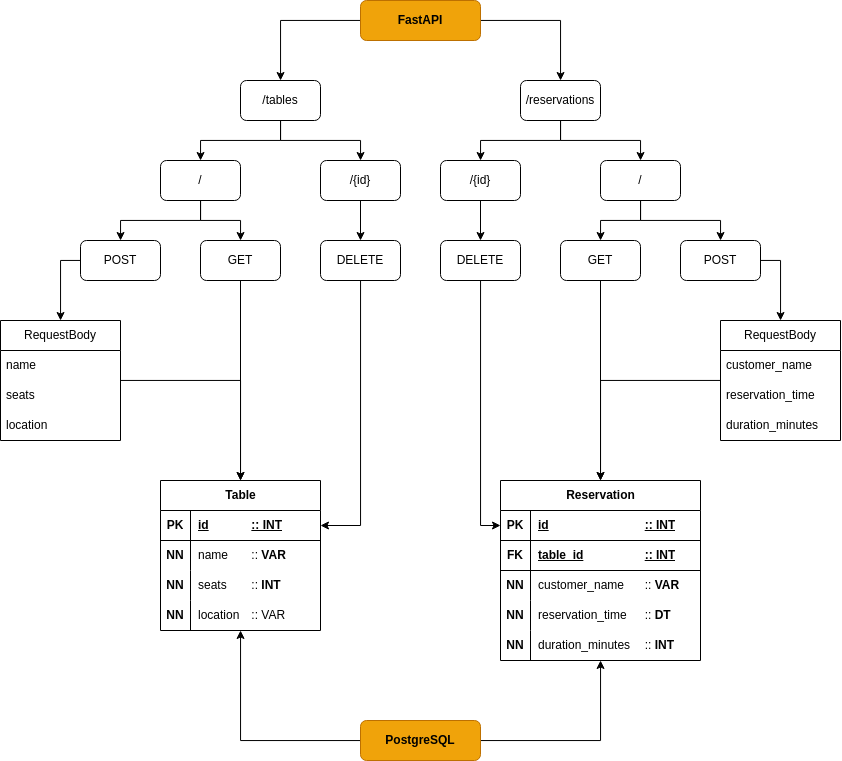 FastAPI
/tables
/reservations
/
/{id}
/{id}
/
POST
GET
DELETE
DELETE
GET
POST
RequestBody
name
seats
location
RequestBody
customer_name
reservation_time
duration_minutes
Table
PK id :: INT
NN name :: VAR
NN seats :: INT
NN location :: VAR
Reservation
PK id :: INT
FK table_id :: INT
NN customer_name :: VAR
NN reservation_time :: DT
NN duration_minutes :: INT
PostgreSQL